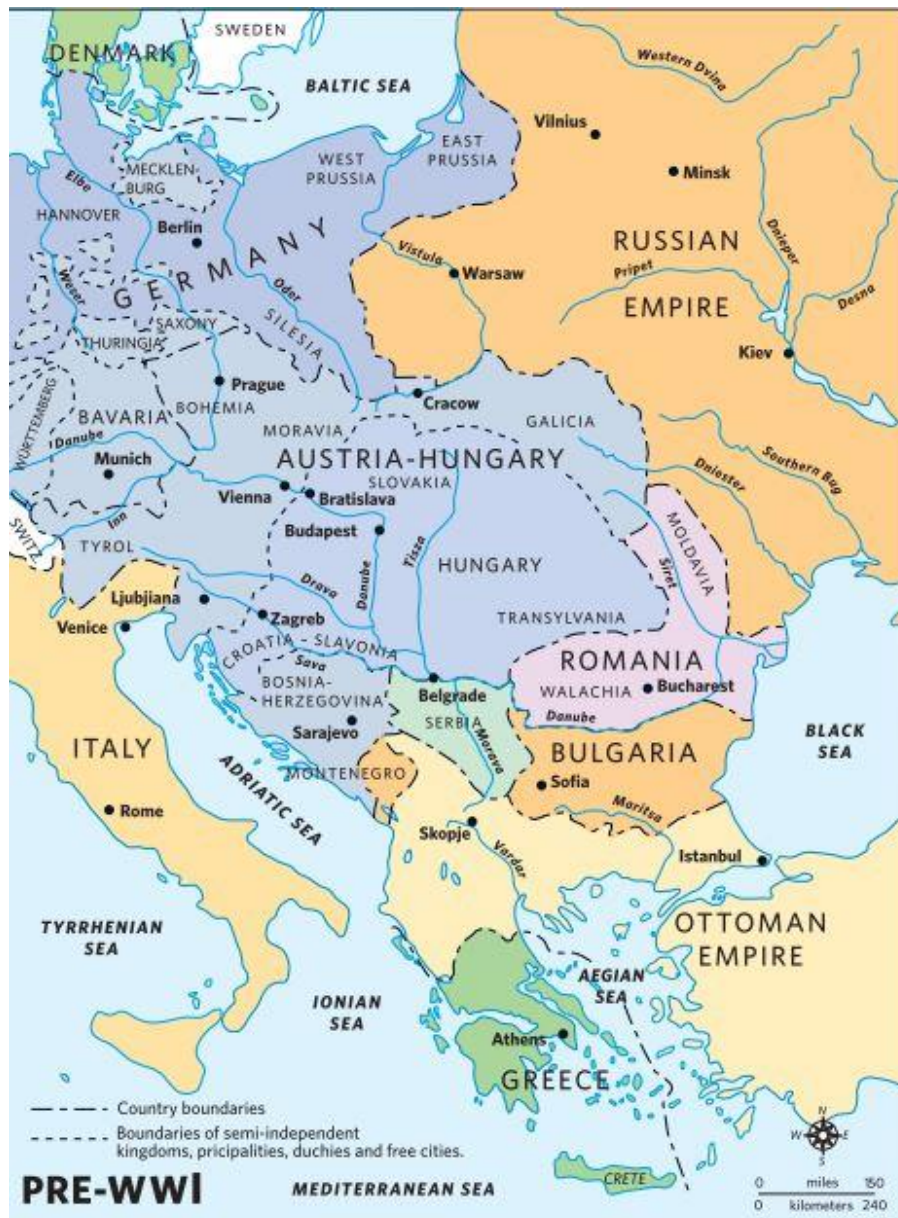 SWEDEN
DENMARK
BALTIC SEA
Western Dvina
Vilnius
EAST
PRUSSIA
WEST
PRUSSIA
MECKLEN-
BURG
Minsk
Elbe
HANNOVER
Berlin
Dnieper
RUSSIAN
EMPIRE
GERMANY
Vistula
Warsaw
Pripet
Desna
Weser
Oder
SILESIA
SAXONY
THURINGIA
Kiev
Prague
BOHEMIA
Cracow
WÜRTTEMBERG
BAVARIA
MORAVIA
GALICIA
Danube
Munich
AUSTRIA-HUNGARY
SLOVAKIA
Dniester
Southern Bug
Vienna
Bratislava
Inn
Budapest
SWITZ
TYROL
Tissa
MOLDAVIA
Siret
HUNGARY
Drava
Danube
Ljubjiana
TRANSYLVANIA
Venice
Zagreb
CROATIA - SLAVONIA
Sava
ROMANIA
BOSNIA-
HERZEGOVINA
Belgrade
WALACHIA
Bucharest
SERBIA
Danube
Sarajevo
BLACK
SEA
ITALY
Morava
BULGARIA
ADRIATIC SEA
MONTENEGRO
Sofia
Rome
Maritsa
Skopje
Vardar
Istanbul
TYRRHENIAN
SEA
OTTOMAN
EMPIRE
AEGIAN
SEA
IONIAN
SEA
Athens
GREECE
Country boundaries
Boundaries of semi-independent
kingdoms, pricipalities, duchies and free cities.
N
W E
S
PRE-WWI
MEDITERRANEAN SEA
CRETE
0 miles 150
0 kilometers 240